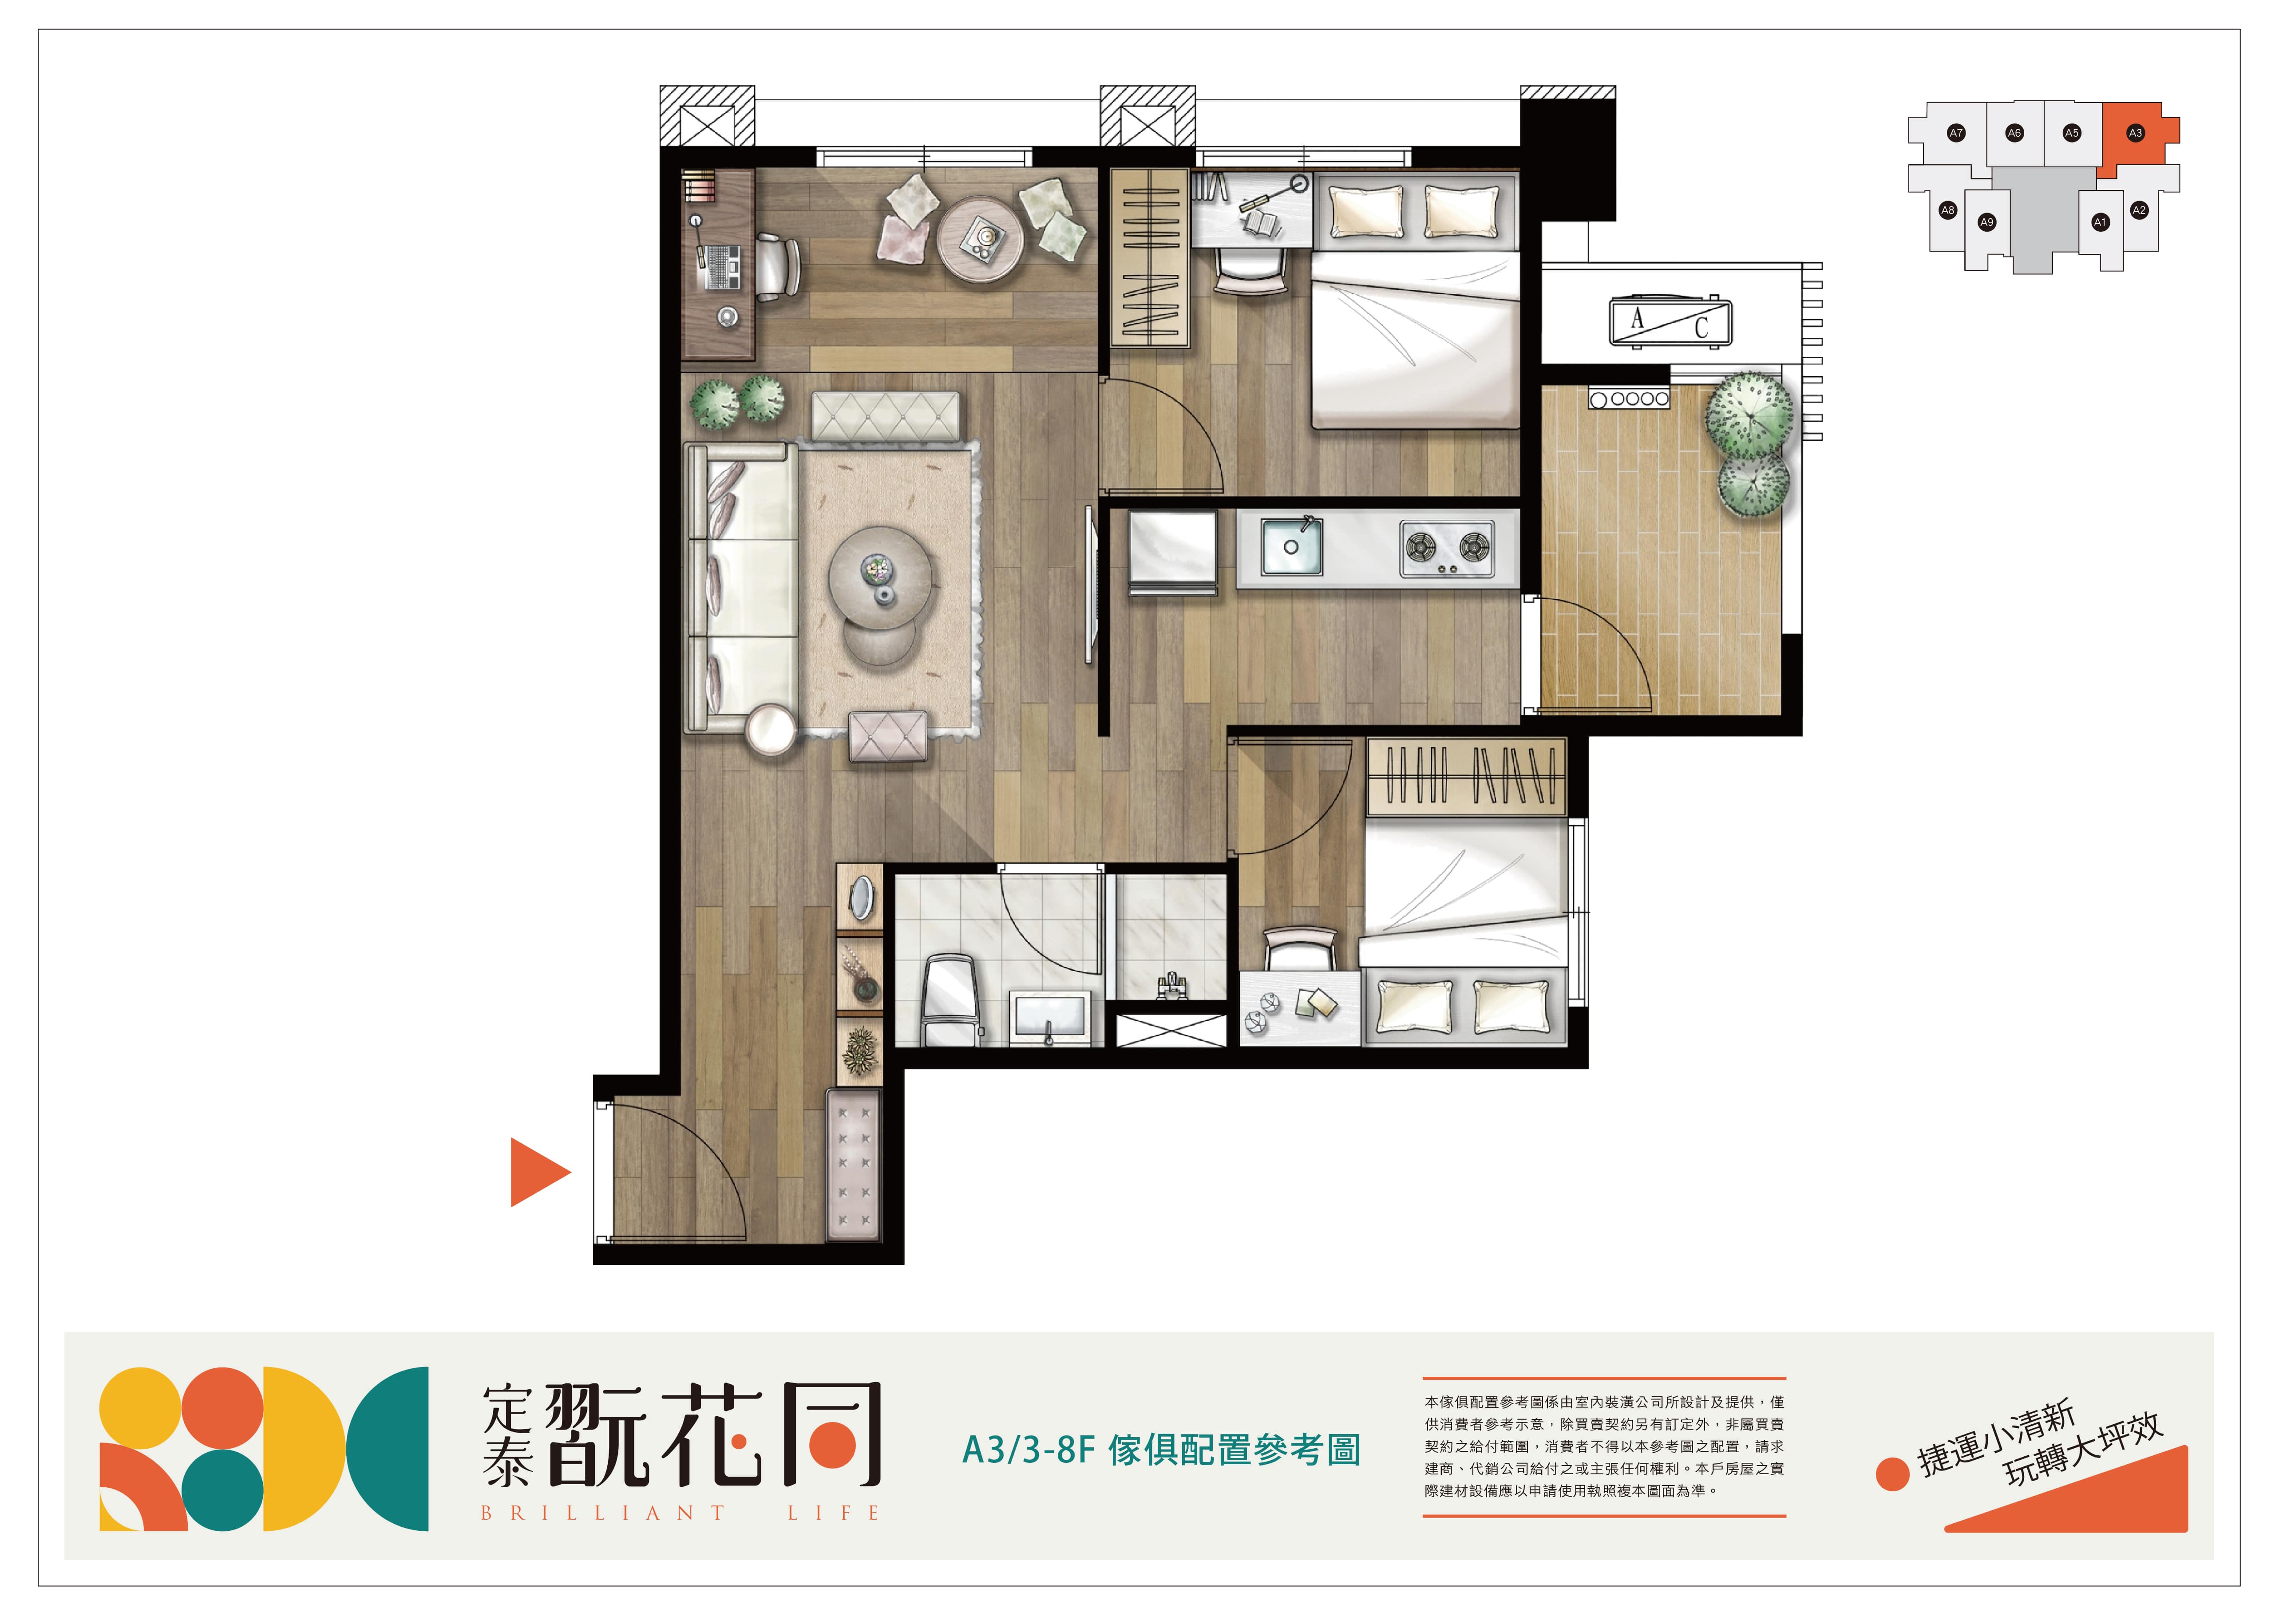 A7 A6 A5 A3
A8 A9 A1 A2
A C
定泰 翫花同
BRILLIANT LIFE
A3/3-8F 傢俱配置參考圖
本傢俱配置參考圖係由室內裝潢公司所設計及提供，僅
供消費者參考示意，除買賣契約另有訂定外，非屬買賣
契約之給付範圍，消費者不得以本參考圖之配置，請求
建商、代銷公司給付之或主張任何權利。本戶房屋之實
際建材設備應以申請使用執照複本圖面為準。
捷運小清新
玩轉大坪效